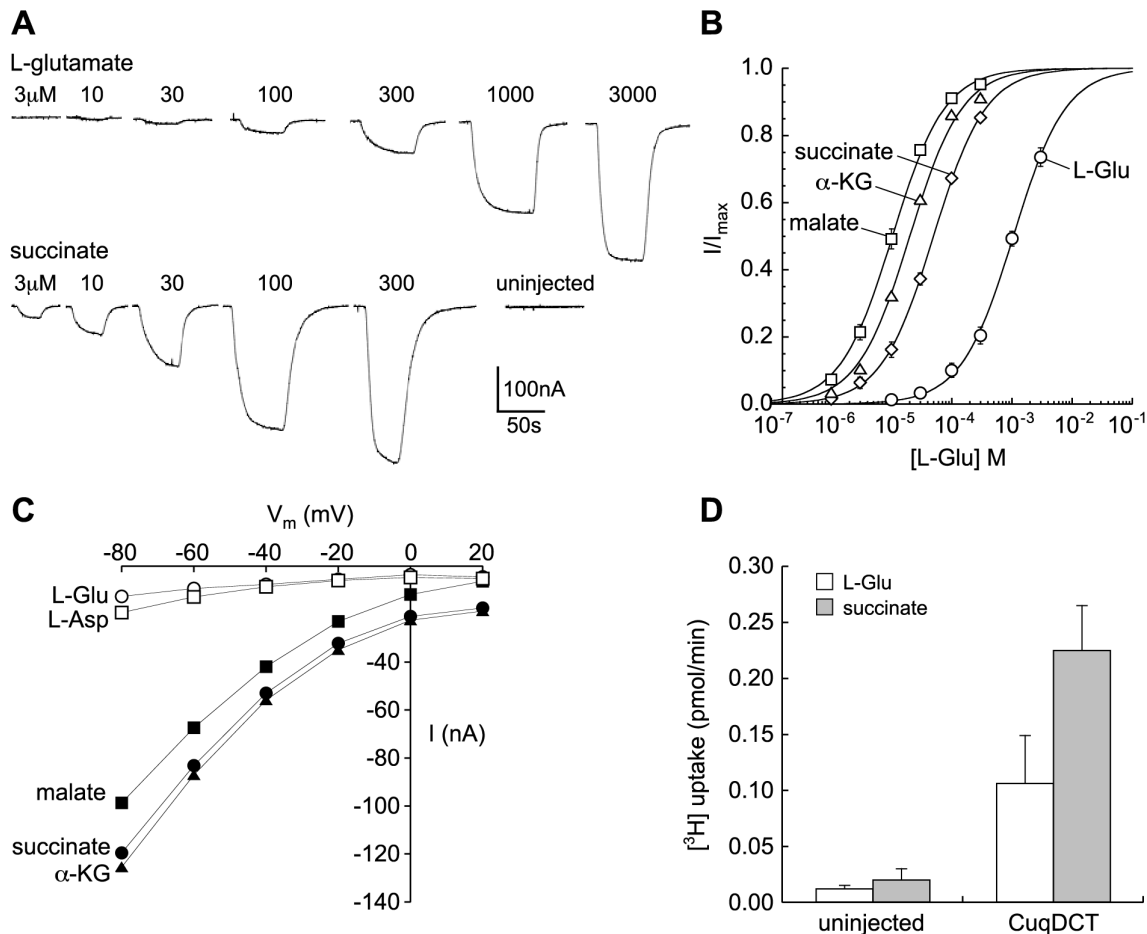 A
L-glutamate
3μM 10 30 100 300 1000 3000
succinate
3μM 10 30 100 300 uninjected
100nA
50s
B
1.0
0.8
0.6
0.4
0.2
0.0
I/Imax
succinate
α-KG
malate
L-Glu
10-7 10-6 10-5 10-4 10-3 10-2 10-1
[L-Glu] M
C
Vm (mV)
-80 -60 -40 -20 0 20
L-Glu
L-Asp
malate
succinate
α-KG
-40
-60
-80
-100
-120
-140
I (nA)
D
0.30
0.25
0.20
0.15
0.10
0.05
0.00
[3H] uptake (pmol/min)
L-Glu
succinate
uninjected CuqDCT